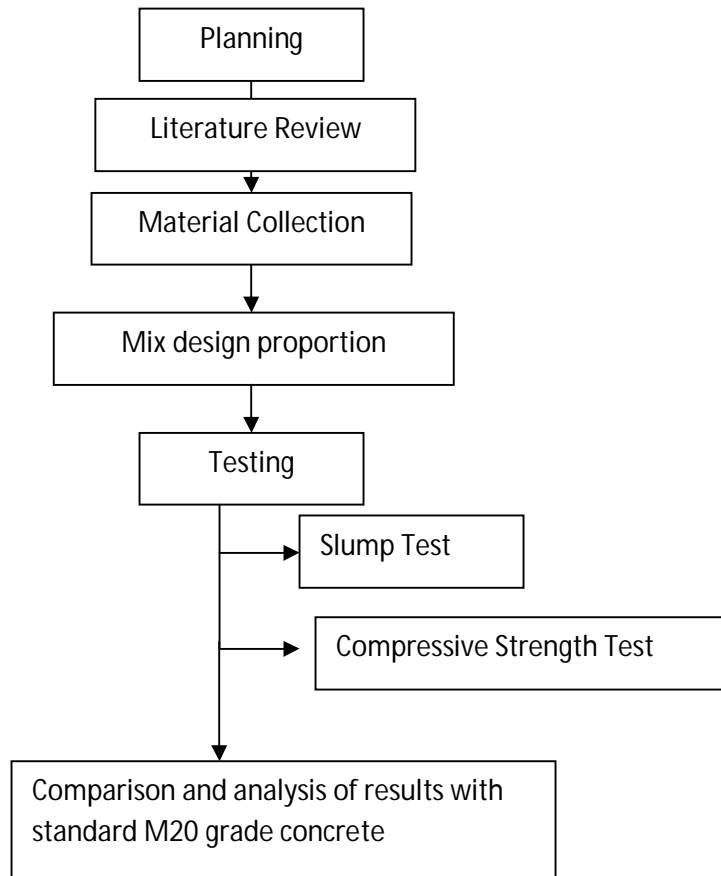 Planning
Literature Review
Material Collection
Mix design proportion
Testing
Slump Test
Compressive Strength Test
Comparison and analysis of results with
standard M20 grade concrete